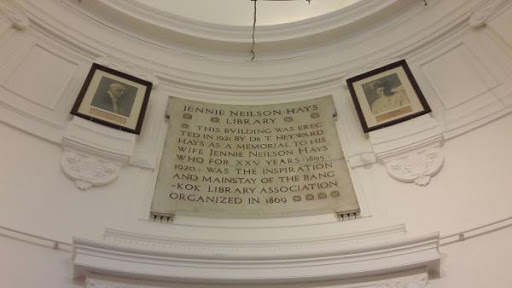 JENNIE NEILSON HAYS
LIBRARY
THIS BVILDING WAS EREC
TED IN 1921 BY DR T. HEYWARD
HAYS AS A MEMORIAL TO HIS
WIFE JENNIE NEILSON HAYS
WHO FOR XXV YEARS · 1895
1920 · WAS THE INSPIRATION
AND MAINSTAY OF THE BANG
-KOK LIBRARY ASSOCIATION
ORGANIZED IN 1869